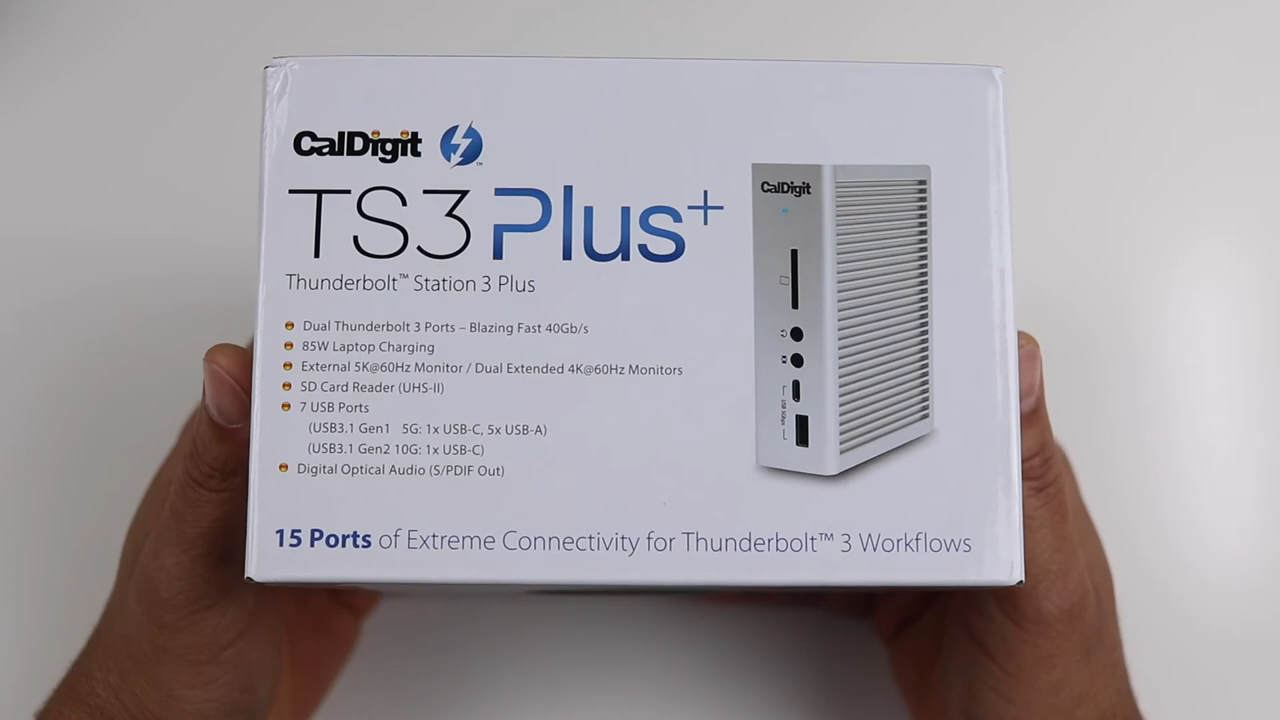 CalDigit
TS3 Plus+
Thunderbolt™ Station 3 Plus
Dual Thunderbolt 3 Ports – Blazing Fast 40Gb/s
85W Laptop Charging
External 5K@60Hz Monitor / Dual Extended 4K@60Hz Monitors
SD Card Reader (UHS-II)
7 USB Ports
(USB3.1 Gen1 5G: 1x USB-C, 5x USB-A)
(USB3.1 Gen2 10G: 1x USB-C)
Digital Optical Audio (S/PDIF Out)
15 Ports of Extreme Connectivity for Thunderbolt™ 3 Workflows
CalDigit
USB 5Gbps